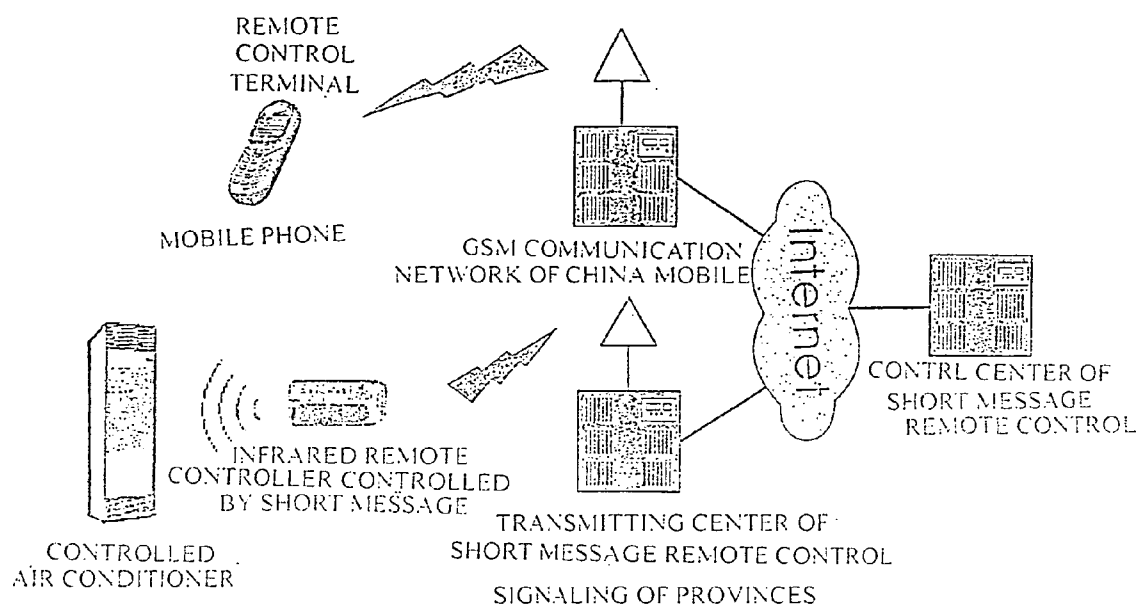 REMOTE
CONTROL
TERMINAL
MOBILE PHONE
GSM COMMUNICATION
NETWORK OF CHINA MOBILE
Internet
CONTRL CENTER OF
SHORT MESSAGE
REMOTE CONTROL
INFRARED REMOTE
CONTROLLER CONTROLLED
BY SHORT MESSAGE
CONTROLLED
AIR CONDITIONER
TRANSMITTING CENTER OF
SHORT MESSAGE REMOTE CONTROL
SIGNALING OF PROVINCES